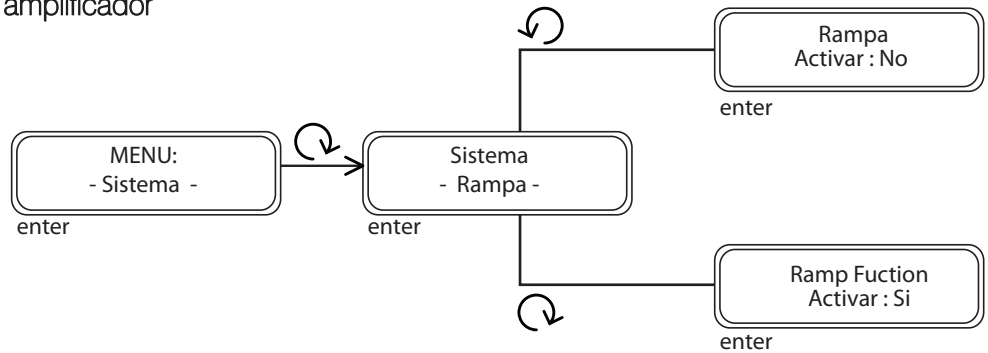 amplificador
MENU:
- Sistema -
enter
Sistema
- Rampa -
enter
Rampa
Activar : No
enter
Ramp Fuction
Activar : Si
enter